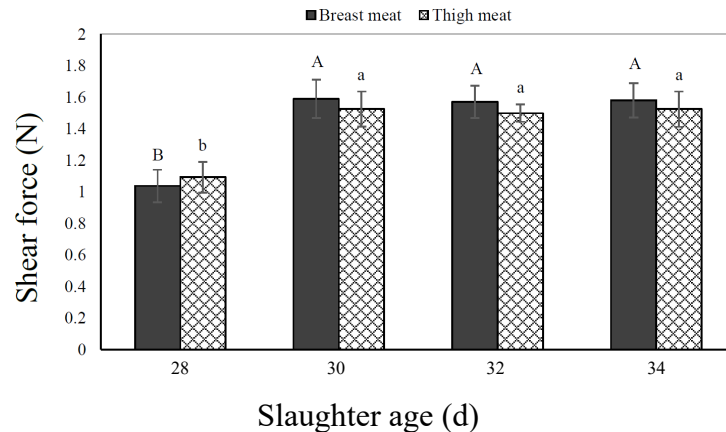 Breast meat Thigh meat
2
1.8
1.6
1.4
1.2
1
0.8
0.6
0.4
0.2
0
Shear force (N)
A a A a A a
B b
28 30 32 34
Slaughter age (d)